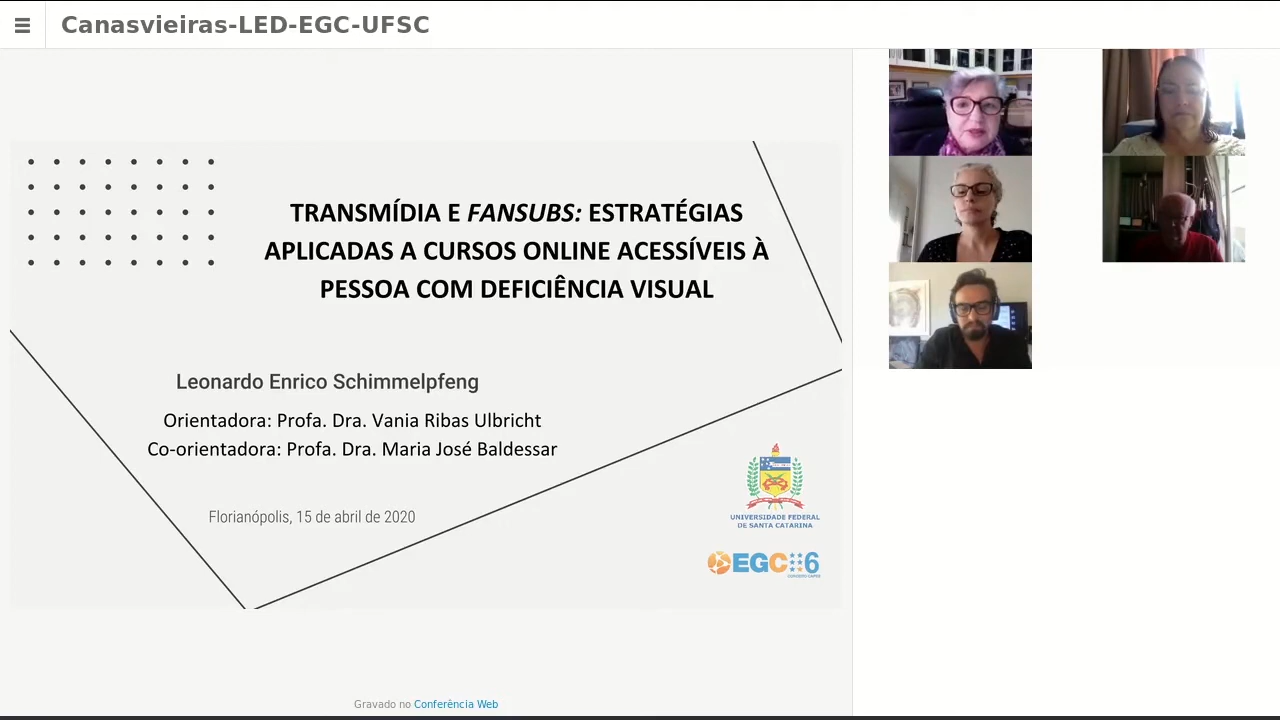 Canasvieiras-LED-EGC-UFSC
TRANSMÍDIA E FANSUBS: ESTRATÉGIAS
APLICADAS A CURSOS ONLINE ACESSÍVEIS À
PESSOA COM DEFICIÊNCIA VISUAL
Leonardo Enrico Schimmelpfeng
Orientadora: Profa. Dra. Vania Ribas Ulbricht
Co-orientadora: Profa. Dra. Maria José Baldessar
Florianópolis, 15 de abril de 2020
UNIVERSIDADE FEDERAL
DE SANTA CATARINA
EGC 6
CONCEITO CAPES
Gravado no Conferência Web